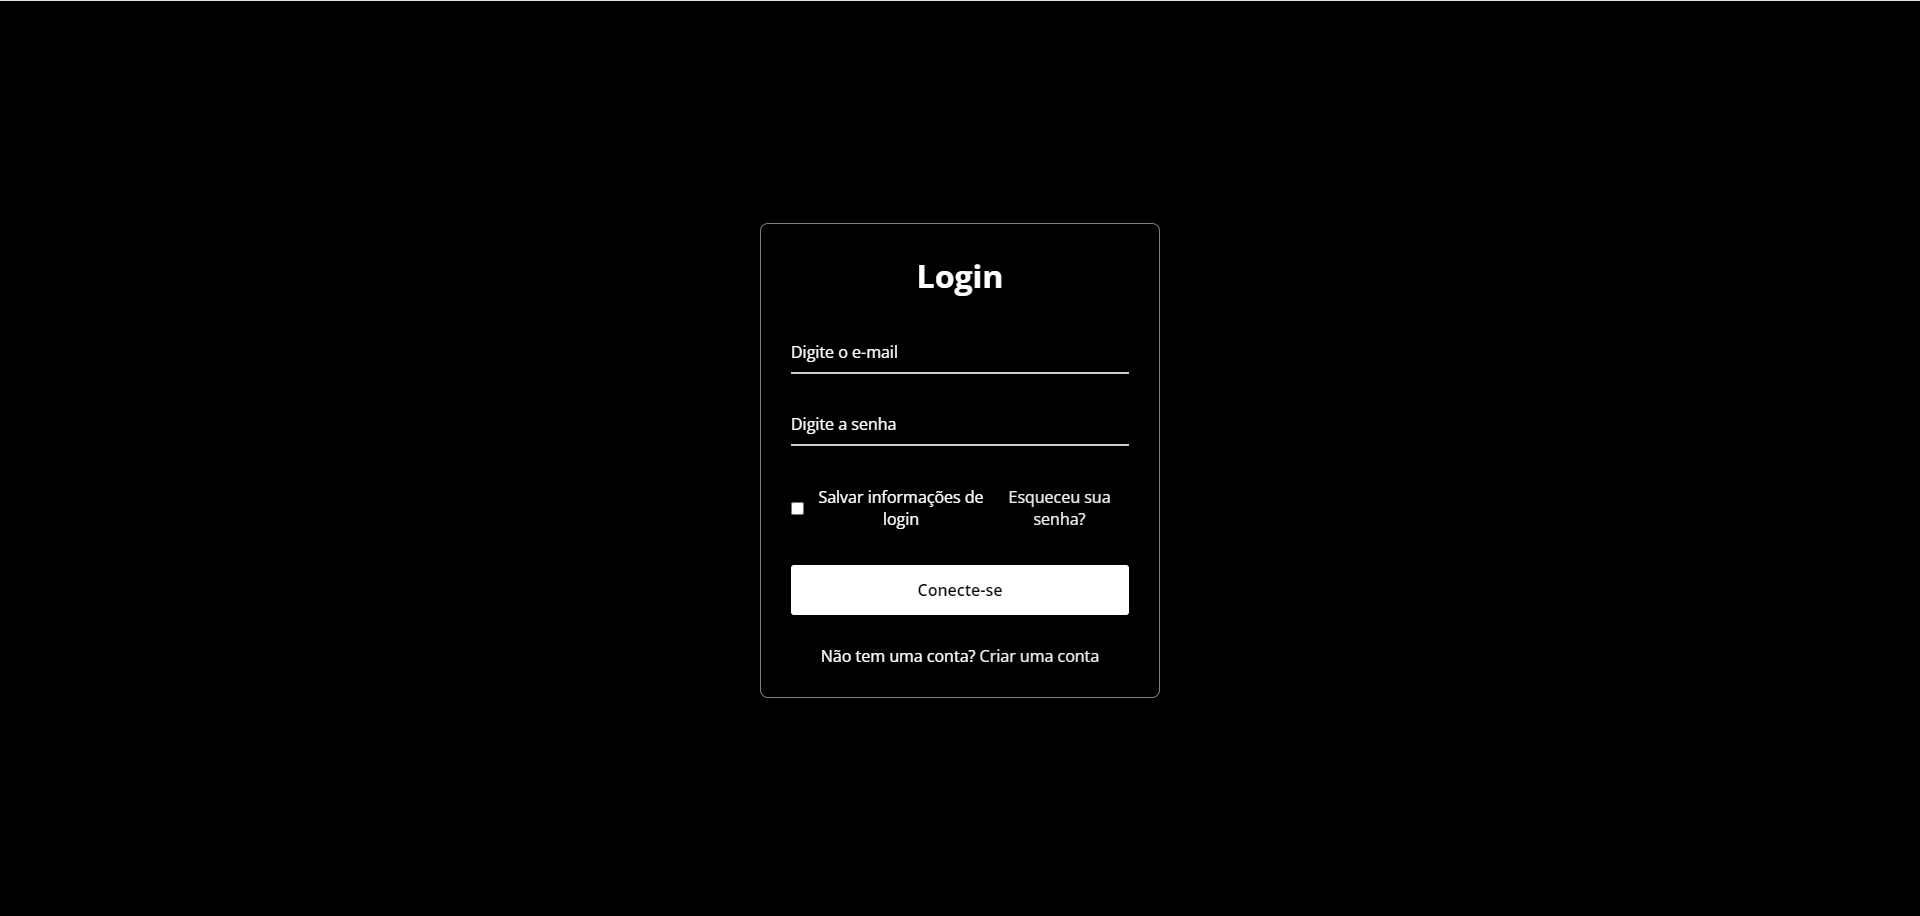 Login
Digite o e-mail
Digite a senha
Salvar informações de
login
Esqueceu sua
senha?
Conecte-se
Não tem uma conta? Criar uma conta